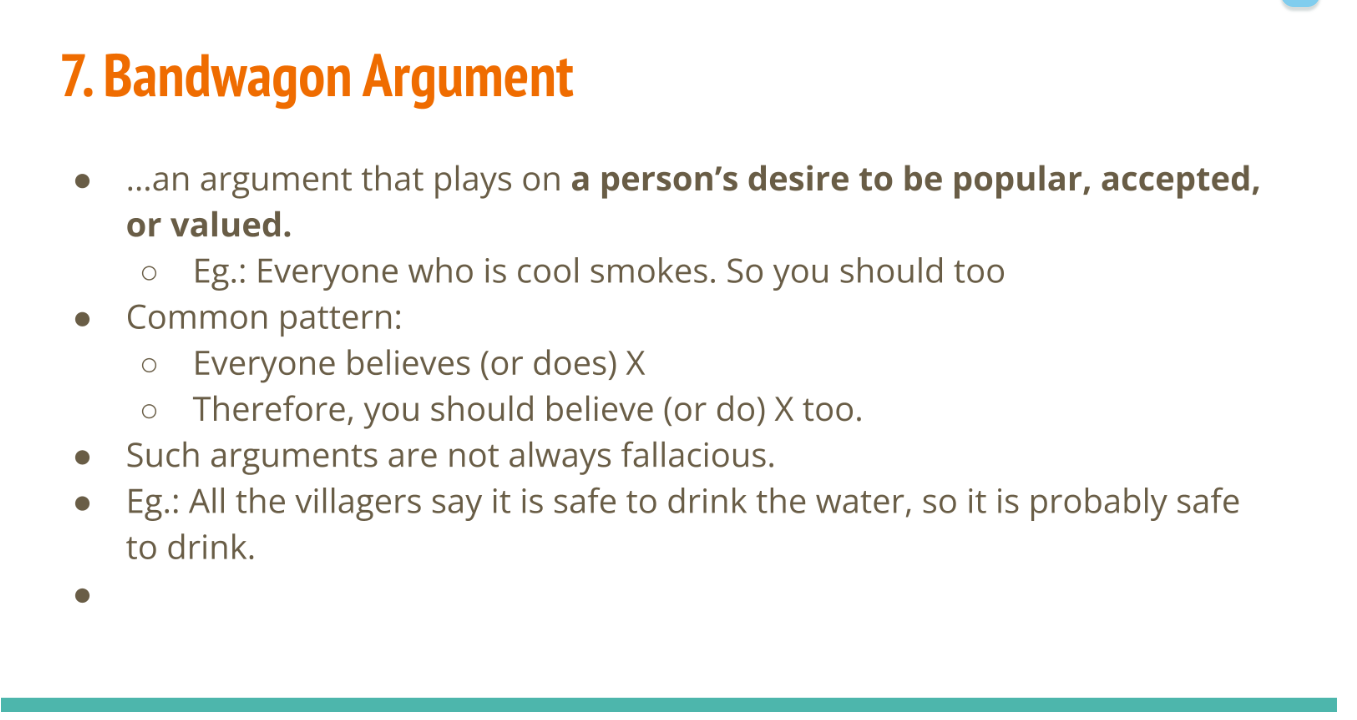 7. Bandwagon Argument
● …an argument that plays on a person’s desire to be popular, accepted,
or valued.
○ Eg.: Everyone who is cool smokes. So you should too
● Common pattern:
○ Everyone believes (or does) X
○ Therefore, you should believe (or do) X too.
● Such arguments are not always fallacious.
● Eg.: All the villagers say it is safe to drink the water, so it is probably safe
to drink.
●